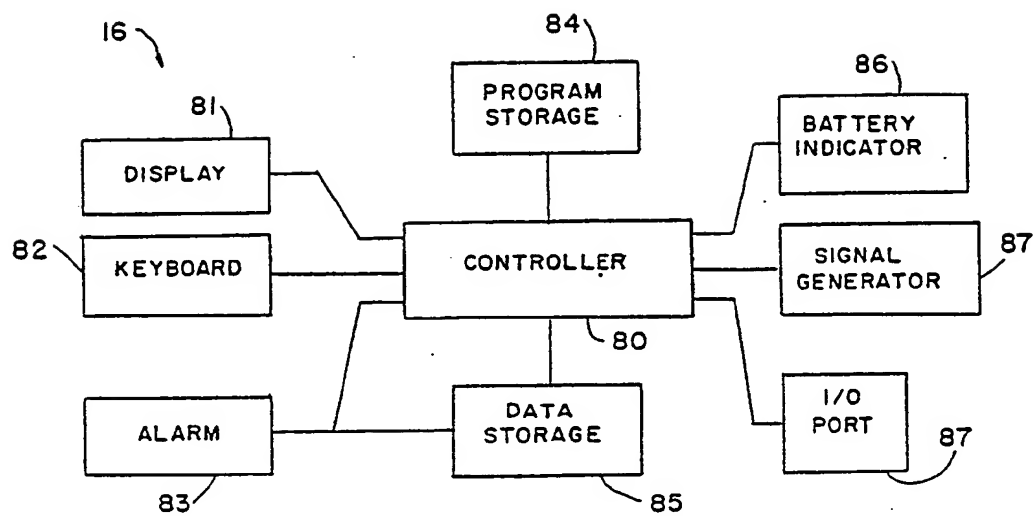 16
84
PROGRAM
STORAGE
86
BATTERY
INDICATOR
81
DISPLAY
82
KEYBOARD
CONTROLLER
80
SIGNAL
GENERATOR
87
ALARM
83
DATA
STORAGE
85
I/O
PORT
87